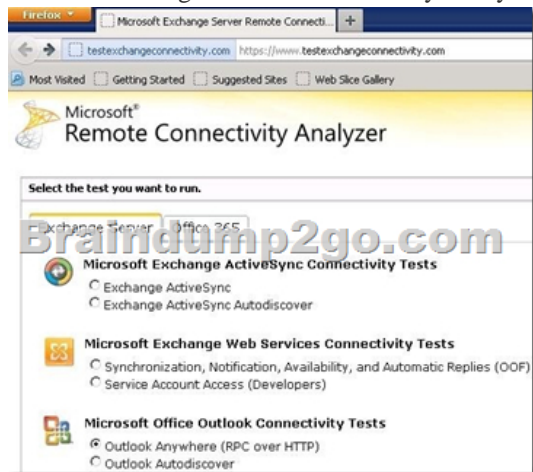 Firefox
Microsoft Exchange Server Remote Connecti...
+
testexchangeconnectivity.com https://www.testexchangeconnectivity.com
Most Visited Getting Started Suggested Sites Web Slice Gallery
Microsoft®
Remote Connectivity Analyzer
Select the test you want to run.
Exchange Server Office 365
Braindump2go.com
Microsoft Exchange ActiveSync Connectivity Tests
Exchange ActiveSync
Exchange ActiveSync Autodiscover
Microsoft Exchange Web Services Connectivity Tests
Synchronization, Notification, Availability, and Automatic Replies (OOF)
Service Account Access (Developers)
Microsoft Office Outlook Connectivity Tests
Outlook Anywhere (RPC over HTTP)
Outlook Autodiscover